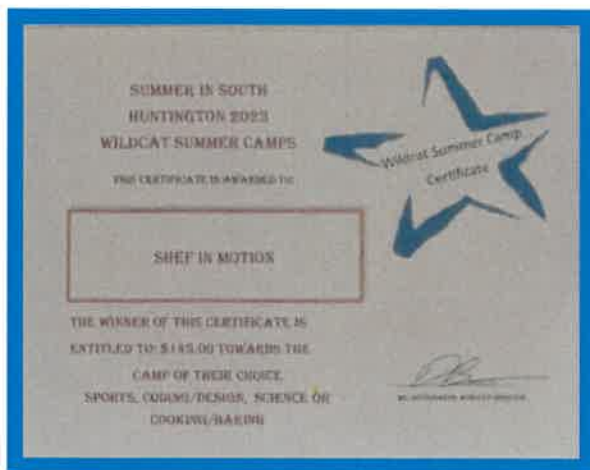 SUMMER IN SOUTH
HUNTINGTON 2023
WILDCAT SUMMER CAMPS
THIS CERTIFICATE IS AWARDED TO:
SHEF IN MOTION
THE WINNER OF THIS CERTIFICATE IS
ENTITLED TO: $145.00 TOWARDS THE
CAMP OF THEIR CHOICE
SPORTS, CODING/DESIGN, SCIENCE OR
COOKING/BAKING
Wildcat Summer Camp
Certificate